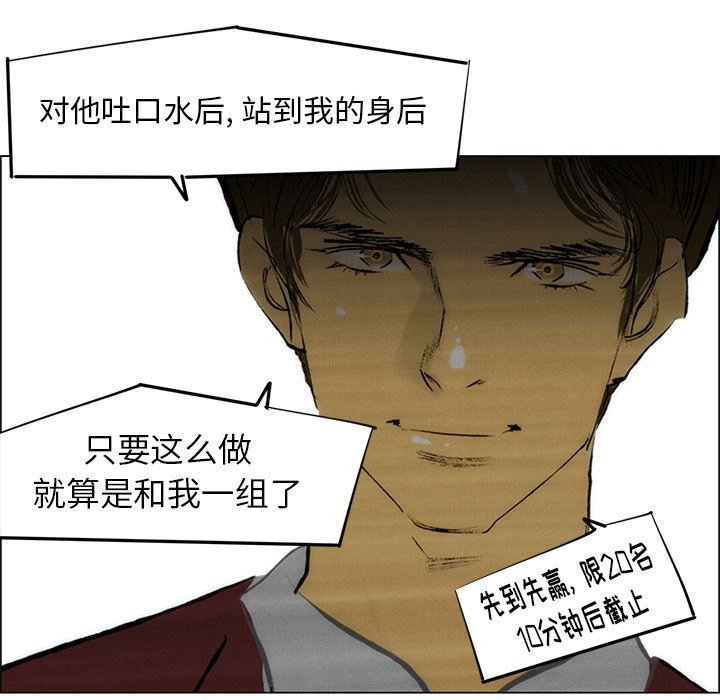 对他吐口水后, 站到我的身后
只要这么做
就算是和我一组了
先到先赢, 限20名
10分钟后截止